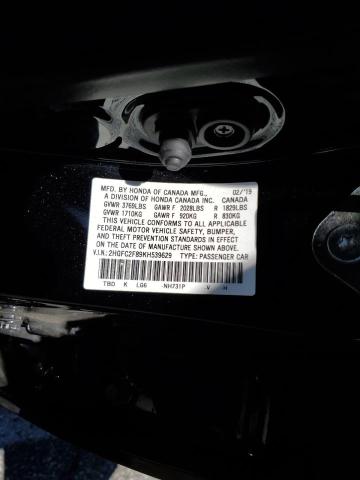 MFD. BY HONDA OF CANADA MFG., 02/'19
A DIVISION OF HONDA CANADA INC. CANADA
GVWR 3769LBS GAWR F 2028LBS R 1829LBS
GVWR 1710KG GAWR F 920KG R 830KG
THIS VEHICLE CONFORMS TO ALL APPLICABLE
FEDERAL MOTOR VEHICLE SAFETY, BUMPER,
AND THEFT PREVENTION STANDARDS IN EFFECT
ON THE DATE OF MANUFACTURE SHOWN ABOVE.
V.I.N.: 2HGFC2F89KH539629 TYPE: PASSENGER CAR
TBD K LG6 NH731P V H